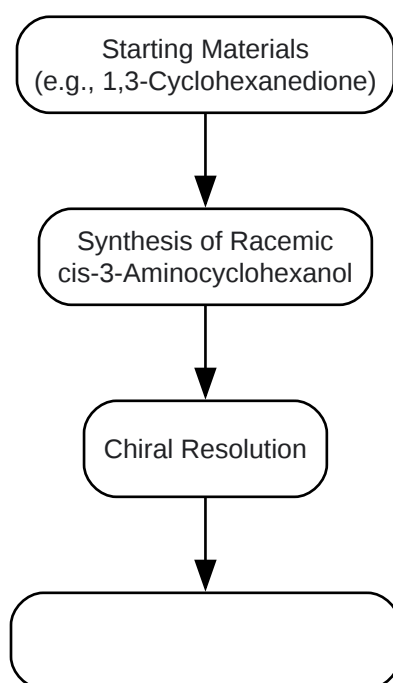 Starting Materials
(e.g., 1,3-Cyclohexanedione)
Synthesis of Racemic
cis-3-Aminocyclohexanol
Chiral Resolution